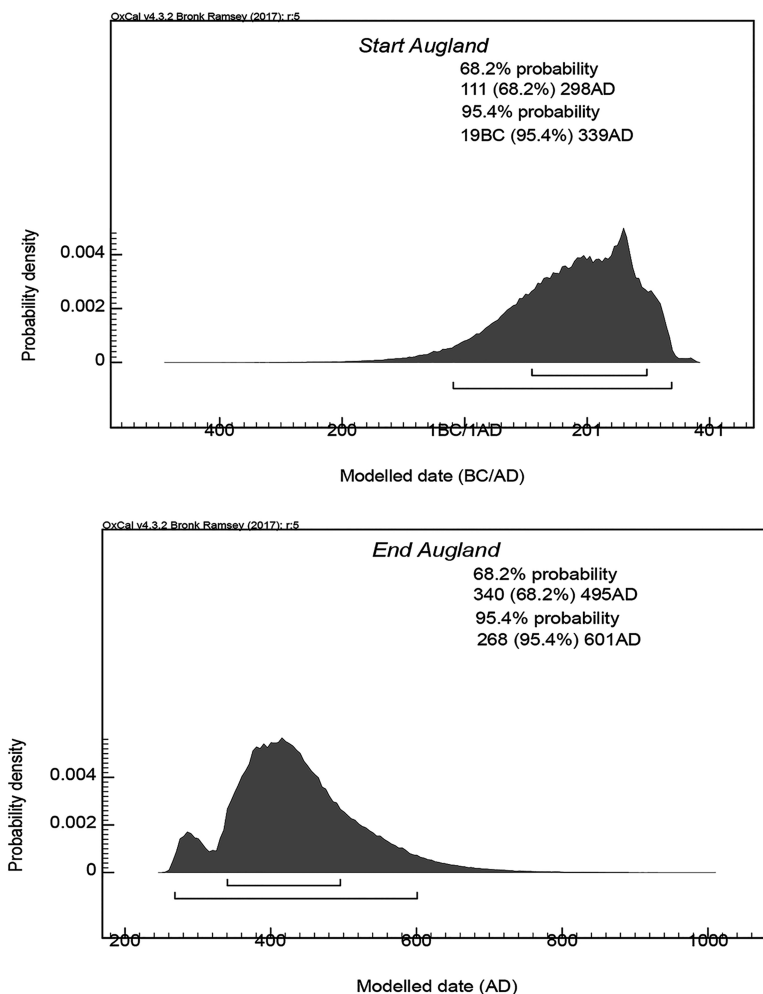 OxCal v4.3.2 Bronk Ramsey (2017); r:5
Start Augland
68.2% probability
111 (68.2%) 298AD
95.4% probability
19BC (95.4%) 339AD
Probability density
0.004
0.002
0
400 200 1BC/1AD 201 401
Modelled date (BC/AD)
OxCal v4.3.2 Bronk Ramsey (2017); r:5
End Augland
68.2% probability
340 (68.2%) 495AD
95.4% probability
268 (95.4%) 601AD
Probability density
0.004
0.002
0
200 400 600 800 1000
Modelled date (AD)